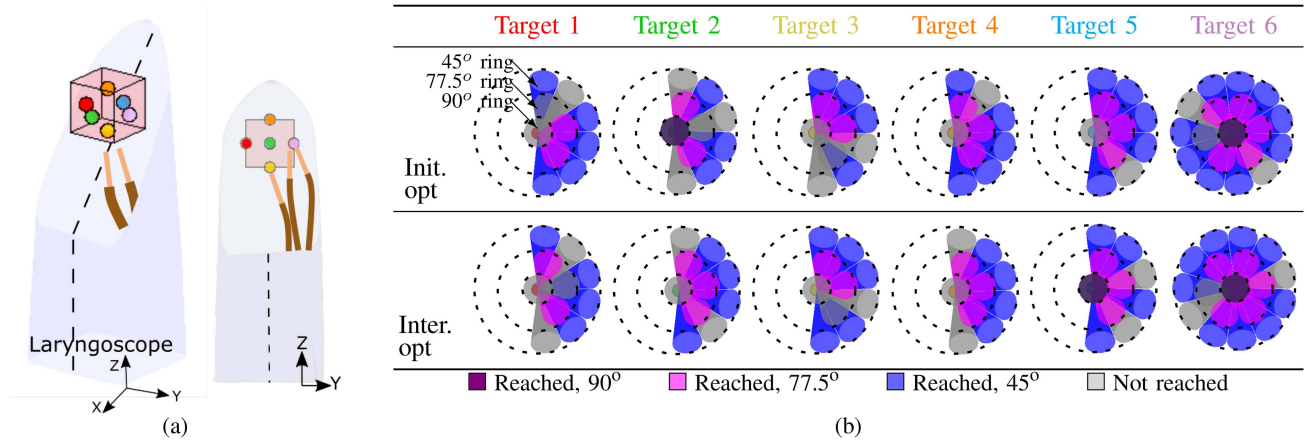 Target 1 Target 2 Target 3 Target 4 Target 5 Target 6
45° ring
77.5° ring
90° ring
Init.
opt
Inter.
opt
Laryngoscope
Z
X
Y
Z
Y
Reached, 90° Reached, 77.5° Reached, 45° Not reached
(a)
(b)